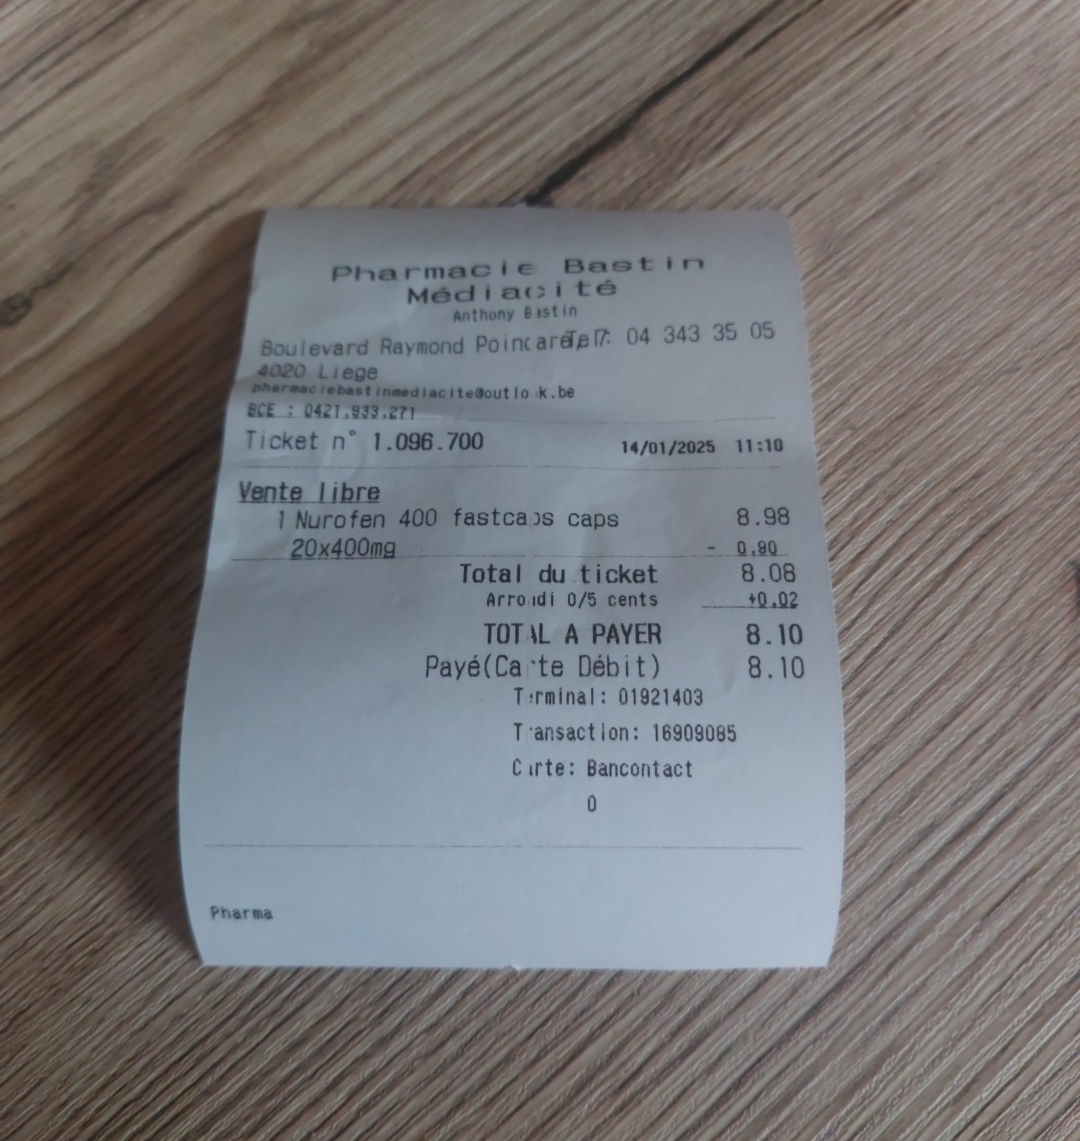 Pharmacie Bastin
Médiacité
Anthony Bastin
Boulevard Raymond Poincaré, 7 Tel: 04 343 35 05
4020 Liege
pharmaciebastinmediacite@outlook.be
BCE : 0421.933.271
Ticket n° 1.096.700 14/01/2025 11:10
Vente libre
1 Nurofen 400 fastcaps caps 8.98
20x400mg - 0.90
Total du ticket 8.08
Arrondi 0/5 cents +0.02
TOTAL A PAYER 8.10
Payé(Carte Débit) 8.10
Terminal: 01921403
Transaction: 16909085
Carte: Bancontact
0
Pharma